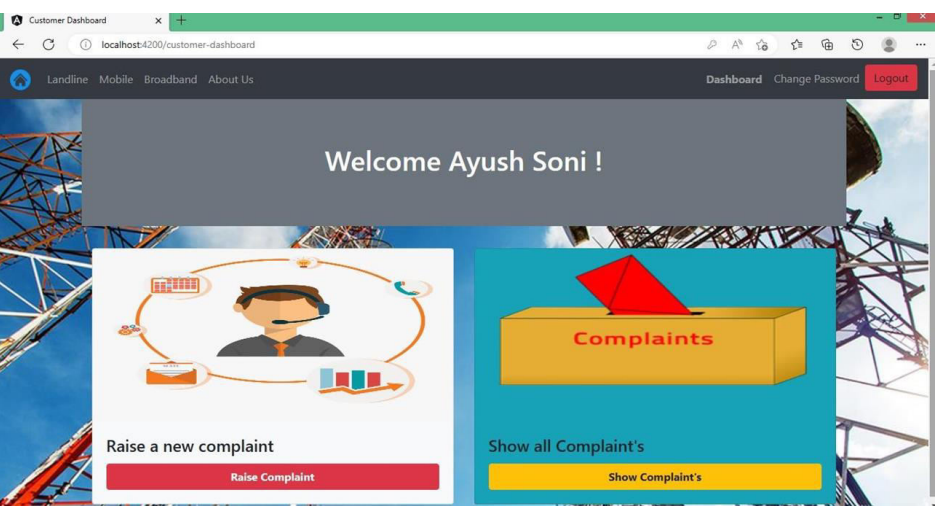 Customer Dashboard
localhost:4200/customer-dashboard
Landline Mobile Broadband About Us Dashboard Change Password Logout
Welcome Ayush Soni !
Complaints
Raise a new complaint
Show all Complaint's
Raise Complaint
Show Complaint's